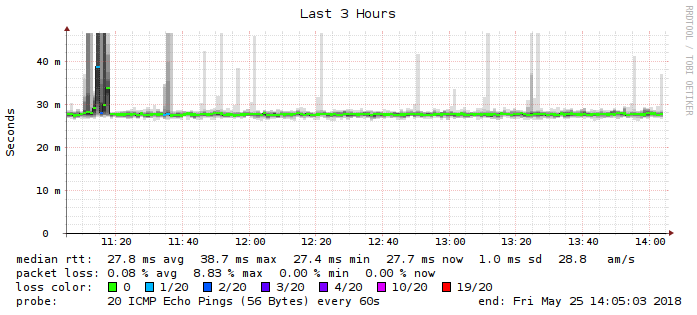 Last 3 Hours
RRDTOOL / TOBI OETIKER
Seconds
40 m
30 m
20 m
10 m
0
11:20 11:40 12:00 12:20 12:40 13:00 13:20 13:40 14:00
median rtt: 27.8 ms avg 38.7 ms max 27.4 ms min 27.7 ms now 1.0 ms sd 28.8 am/s
packet loss: 0.08 % avg 8.83 % max 0.00 % min 0.00 % now
loss color: 0 1/20 2/20 3/20 4/20 10/20 19/20
probe: 20 ICMP Echo Pings (56 Bytes) every 60s end: Fri May 25 14:05:03 2018